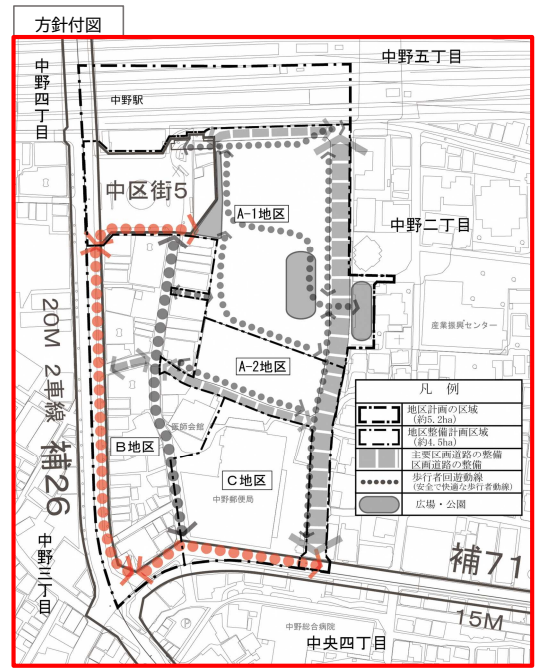 方針付図
中野五丁目
中野四丁目
中野駅
中区街5
A-1地区
中野二丁目
産業振興センター
20M 2車線 補26
A-2地区
凡 例
地区計画の区域
(約5.2ha)
地区整備計画区域
(約4.5ha)
主要区画道路の整備
区画道路の整備
歩行者回遊動線
(安全で快適な歩行者動線)
広場・公園
医師会館
B地区
C地区
中野郵便局
中野三丁目
補71
15M
中野総合病院
中央四丁目